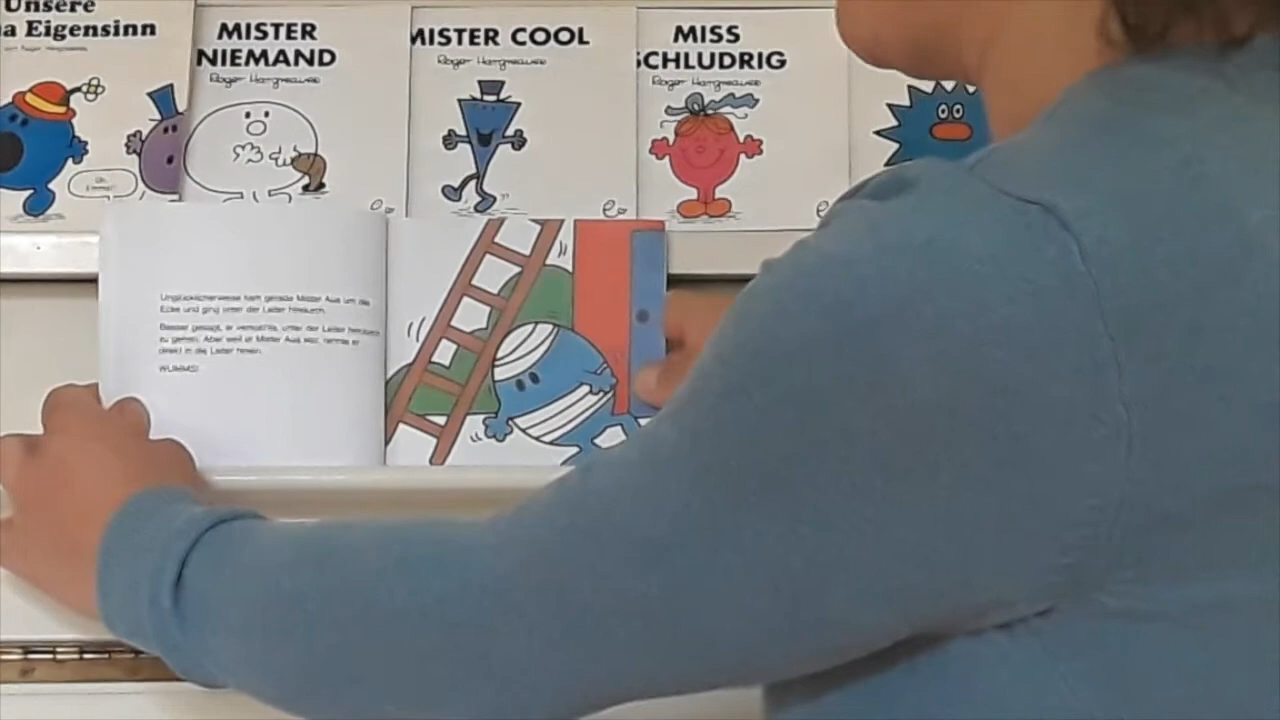 Unsere
a Eigensinn
MISTER
NIEMAND
Roger Hargreaves
MISTER COOL
Roger Hargreaves
MISS
SCHLUDRIG
Roger Hargreaves
Unglücklicherweise kam gerade Mister Aua um die
Ecke und ging unter der Leiter hindurch.
Besser gesagt, er versuchte, unter der Leiter hindurch
zu gehen. Aber weil er Mister Aua war, rannte er
direkt in die Leiter hinein.
WUMMS!